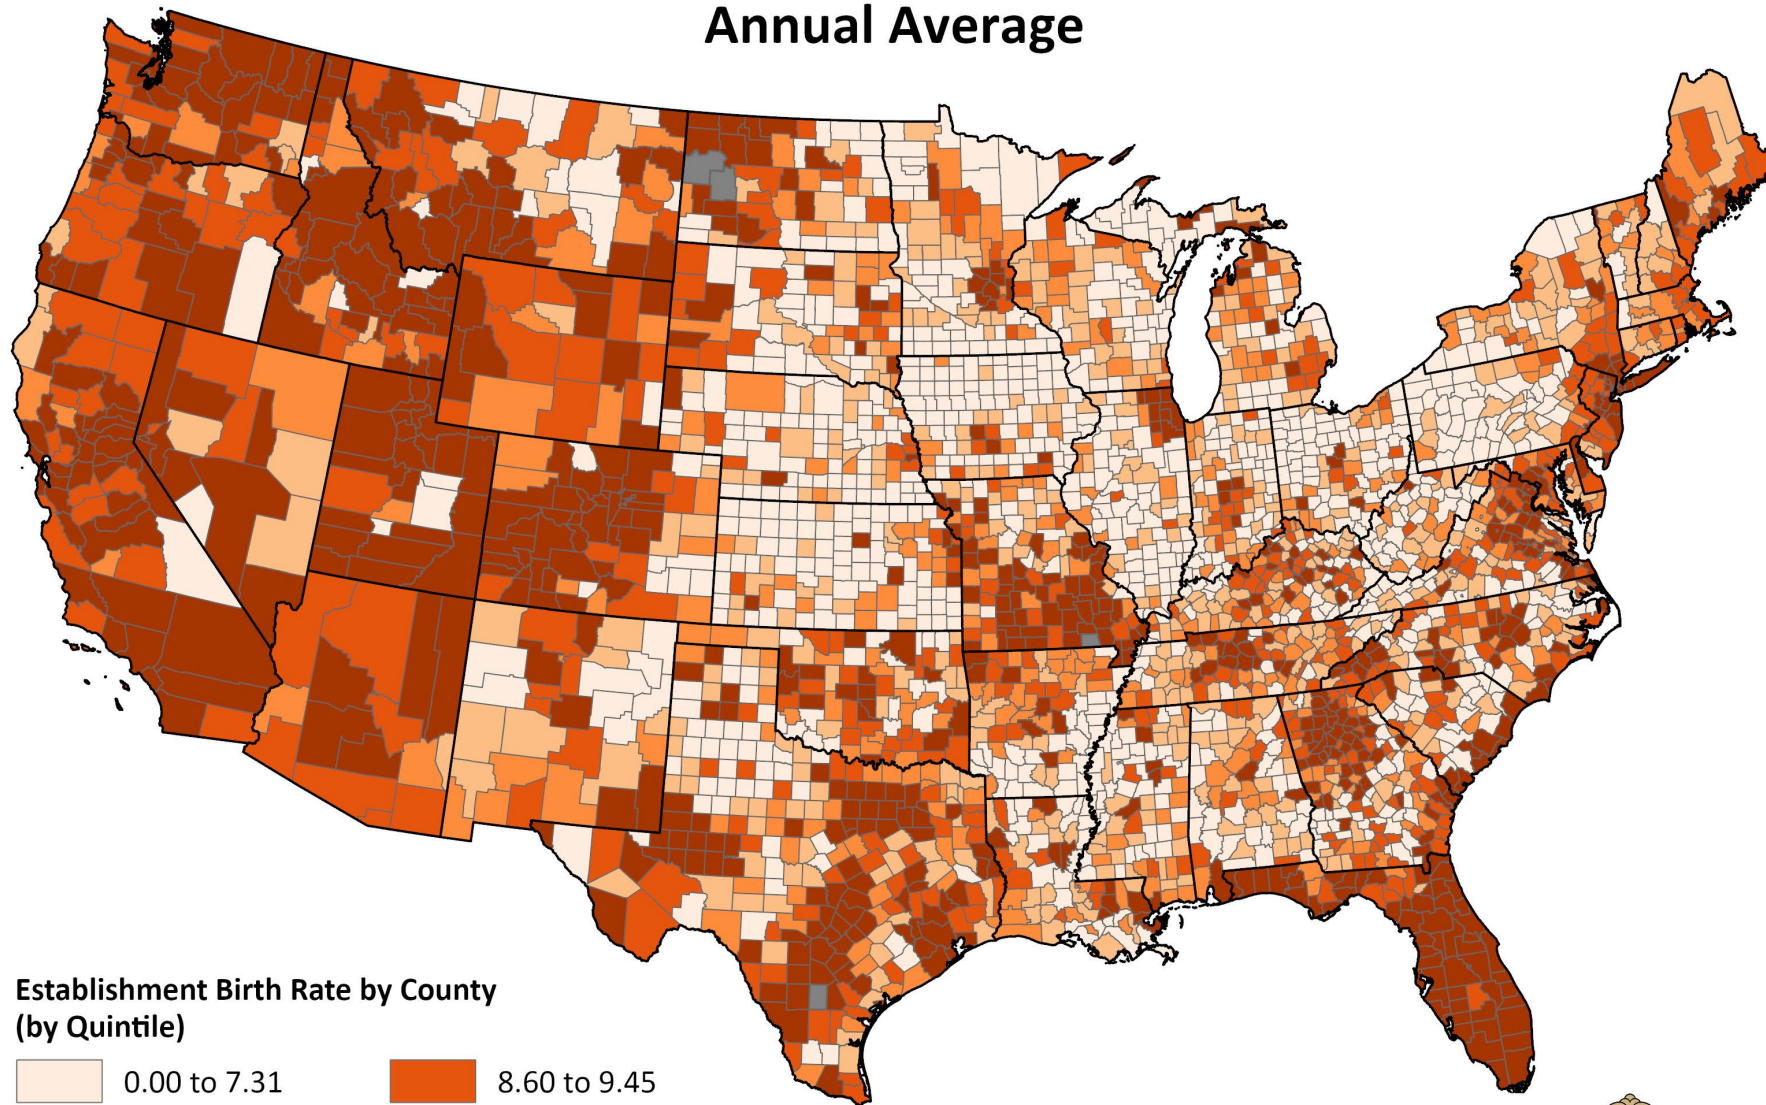 Annual Average
Establishment Birth Rate by County
(by Quintile)
0.00 to 7.31
8.60 to 9.45